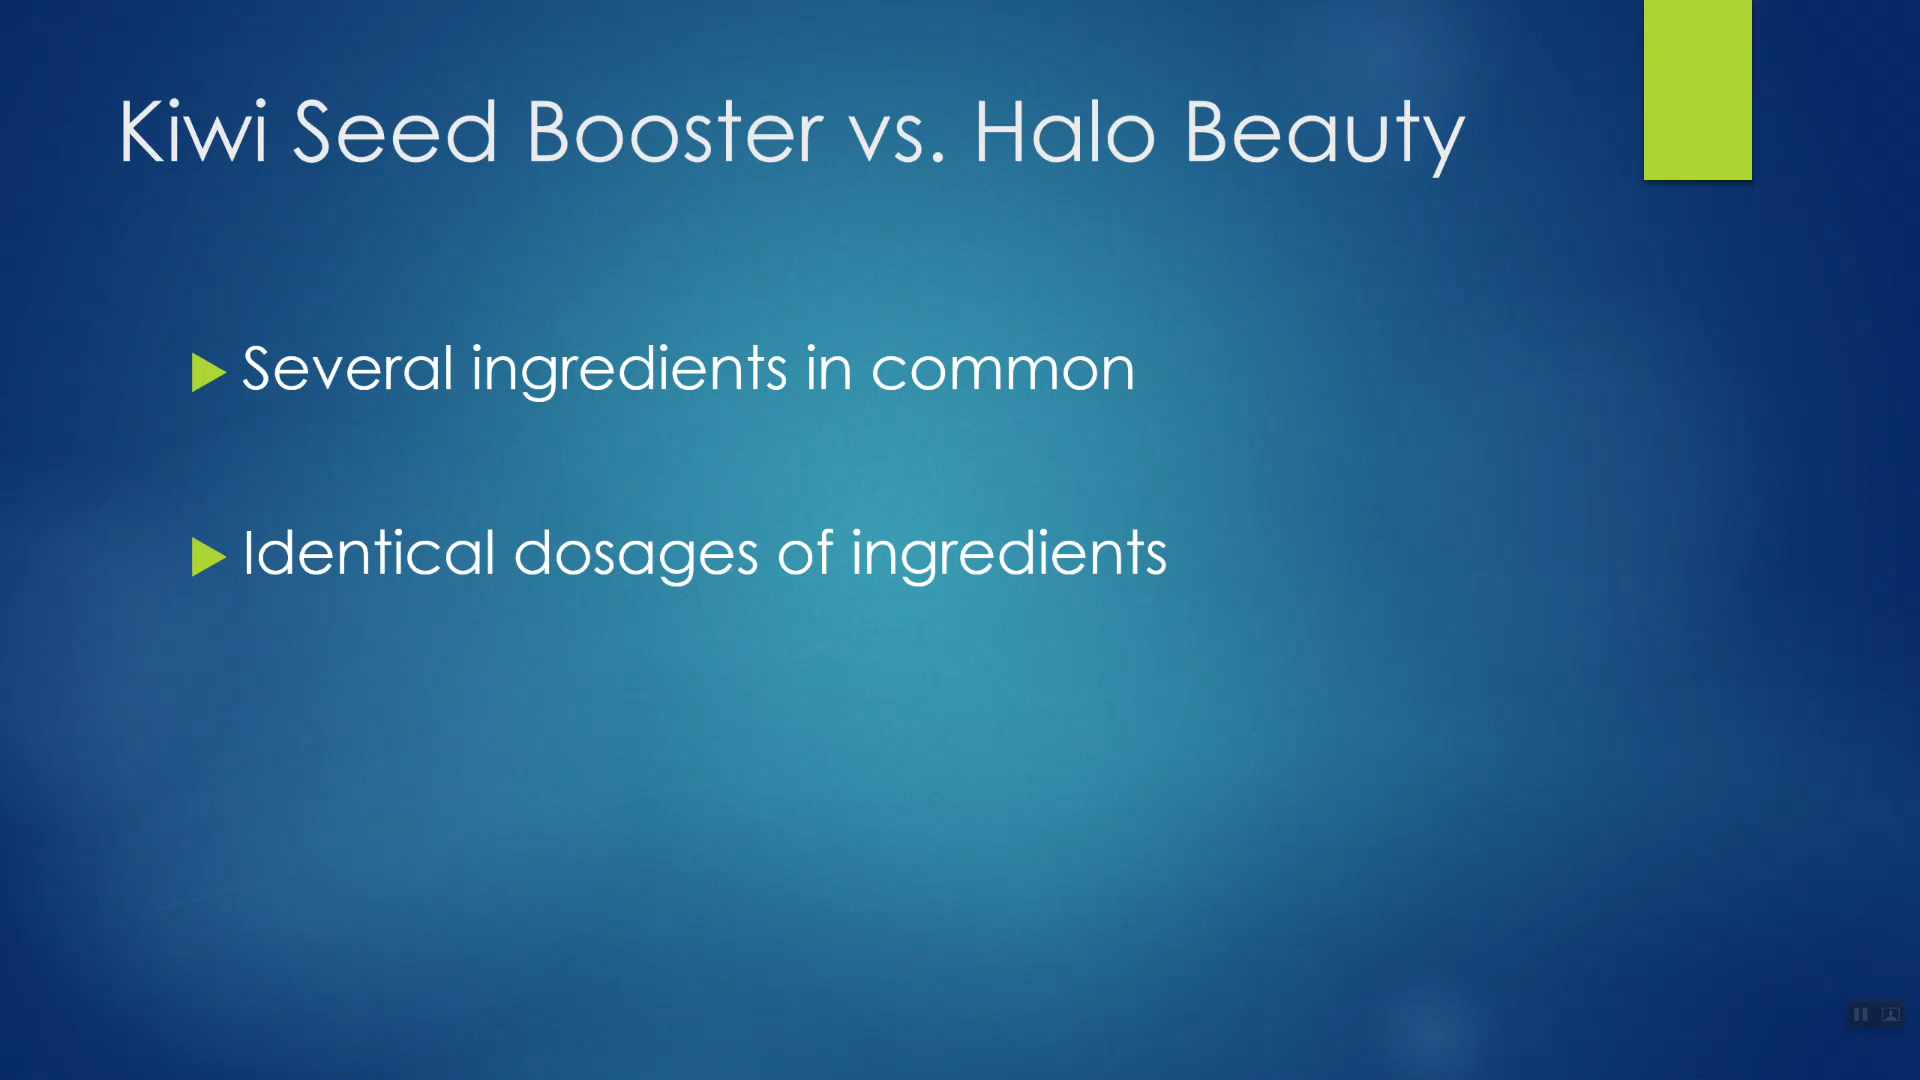 Kiwi Seed Booster vs. Halo Beauty
Several ingredients in common
Identical dosages of ingredients